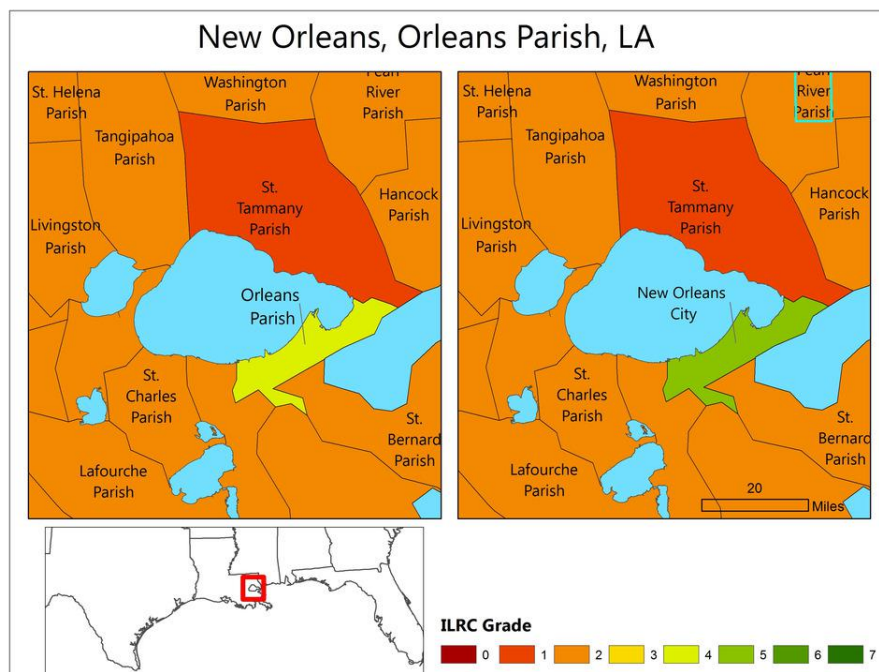 New Orleans, Orleans Parish, LA
St. Helena
Parish
Washington
Parish
River
Parish
Tangipahoa
Parish
St.
Tammany
Parish
Hancock
Parish
Livingston
Parish
Orleans
Parish
St.
Charles
Parish
St.
Bernard
Parish
Lafourche
Parish
St. Helena
Parish
Washington
Parish
River
Parish
Tangipahoa
Parish
St.
Tammany
Parish
Hancock
Parish
Livingston
Parish
New Orleans
City
St.
Charles
Parish
St.
Bernard
Parish
Lafourche
Parish
20
Miles
ILRC Grade
0 1 2 3 4 5 6 7